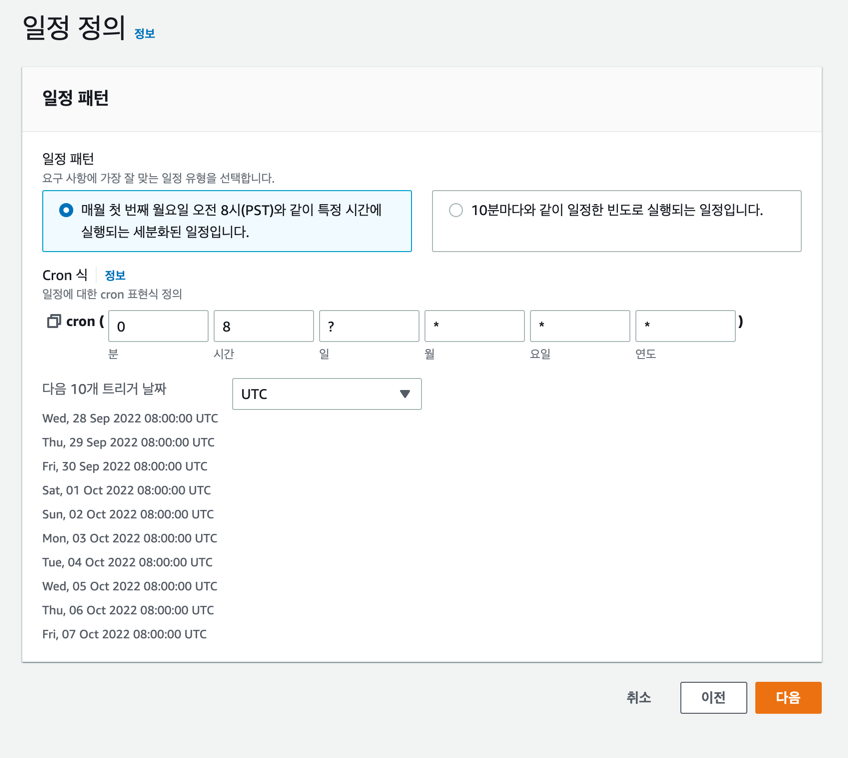 일정 정의 정보
일정 패턴
일정 패턴
요구 사항에 가장 잘 맞는 일정 유형을 선택합니다.
매월 첫 번째 월요일 오전 8시(PST)와 같이 특정 시간에
실행되는 세분화된 일정입니다.
10분마다와 같이 일정한 빈도로 실행되는 일정입니다.
Cron 식 정보
일정에 대한 cron 표현식 정의
cron ( 0 8 ? * * * )
분 시간 일 월 요일 연도
다음 10개 트리거 날짜 UTC
Wed, 28 Sep 2022 08:00:00 UTC
Thu, 29 Sep 2022 08:00:00 UTC
Fri, 30 Sep 2022 08:00:00 UTC
Sat, 01 Oct 2022 08:00:00 UTC
Sun, 02 Oct 2022 08:00:00 UTC
Mon, 03 Oct 2022 08:00:00 UTC
Tue, 04 Oct 2022 08:00:00 UTC
Wed, 05 Oct 2022 08:00:00 UTC
Thu, 06 Oct 2022 08:00:00 UTC
Fri, 07 Oct 2022 08:00:00 UTC
취소 이전 다음